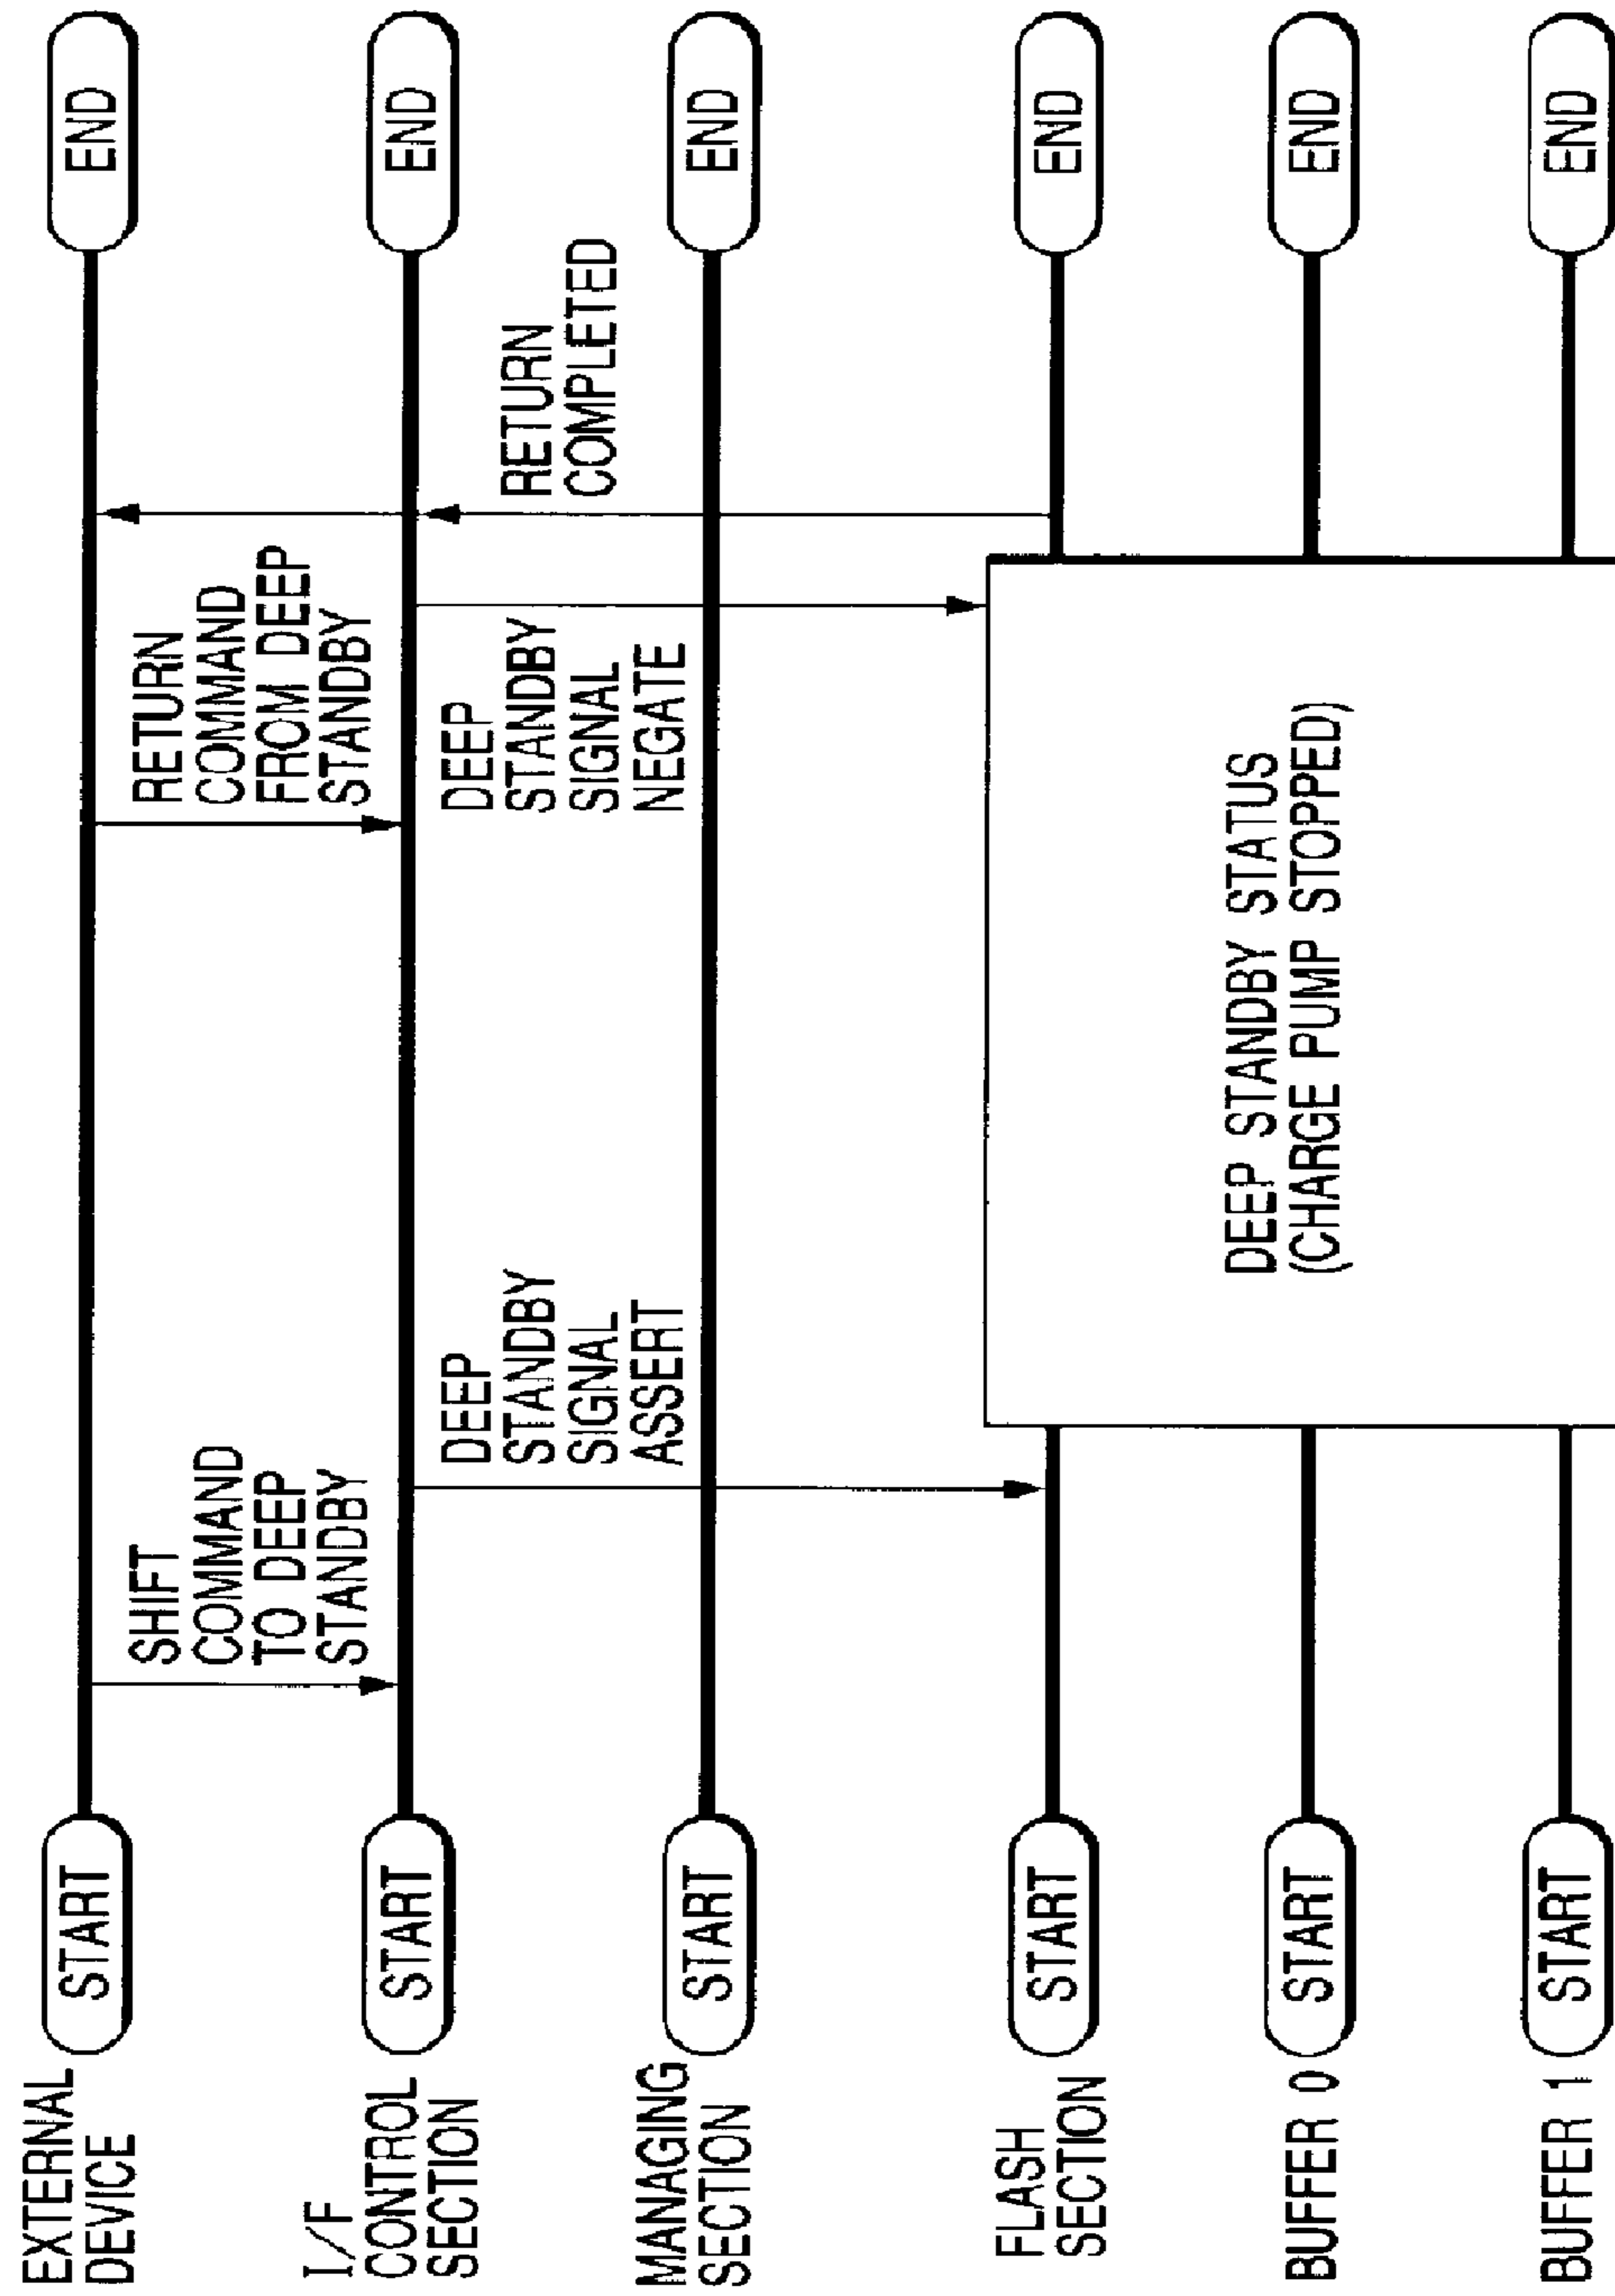 EXTERNAL
DEVICE
START
END
SHIFT
COMMAND
TO DEEP
STANDBY
RETURN
COMMAND
FROM DEEP
STANDBY
I/F
CONTROL
SECTION
START
END
DEEP
STANDBY
SIGNAL
ASSERT
DEEP
STANDBY
SIGNAL
NEGATE
RETURN
COMPLETED
MANAGING
SECTION
START
END
FLASH
SECTION
START
END
DEEP STANDBY STATUS
(CHARGE PUMP STOPPED)
BUFFER 0
START
END
BUFFER 1
START
END